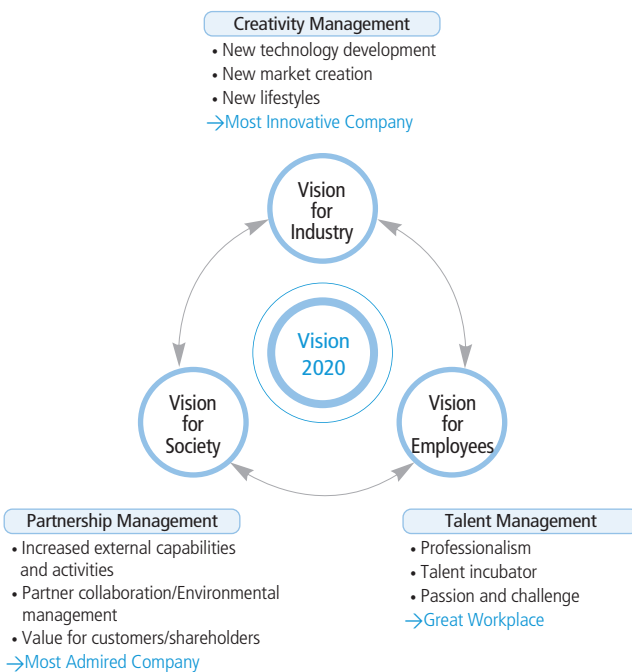 Creativity Management
• New technology development
• New market creation
• New lifestyles
→Most Innovative Company
Vision
for
Industry
Vision
2020
Vision
for
Society
Vision
for
Employees
Partnership Management
• Increased external capabilities
and activities
• Partner collaboration/Environmental
management
• Value for customers/shareholders
→Most Admired Company
Talent Management
• Professionalism
• Talent incubator
• Passion and challenge
→Great Workplace